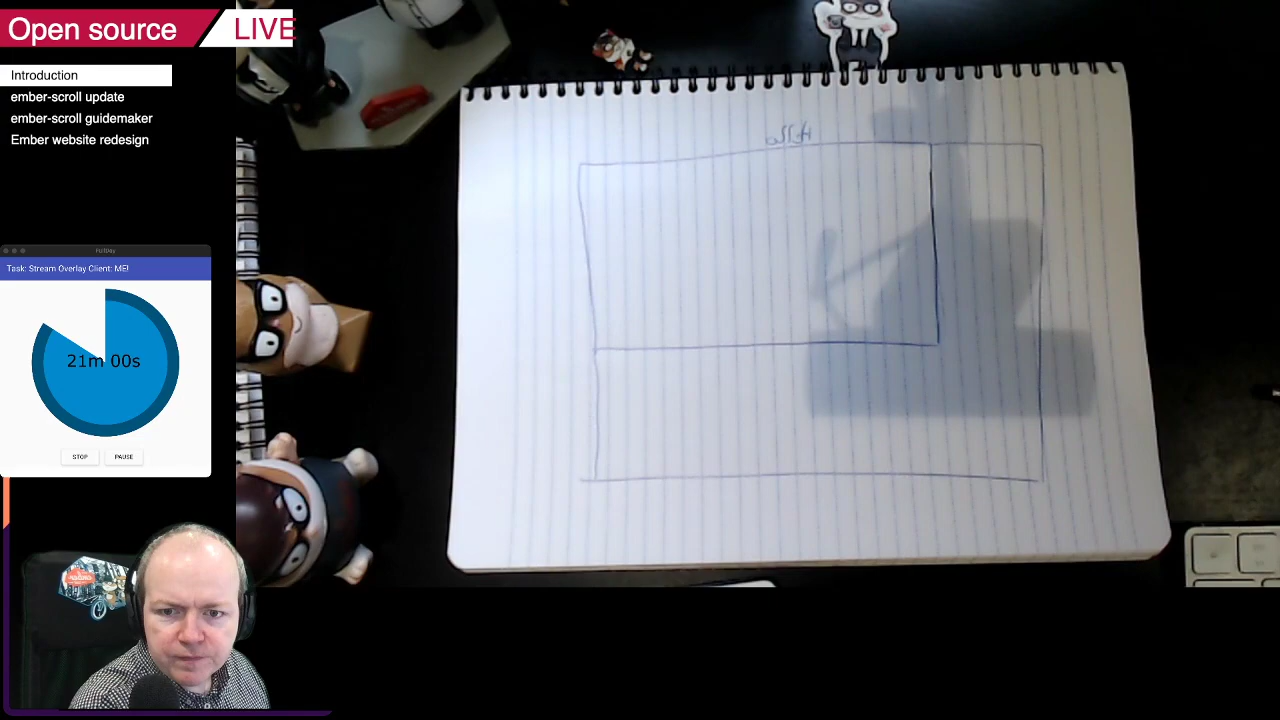 Open source LIVE
Introduction
ember-scroll update
ember-scroll guidemaker
Ember website redesign
Task: Stream Overlay Client: ME!
21m 00s
STOP PAUSE
Hello